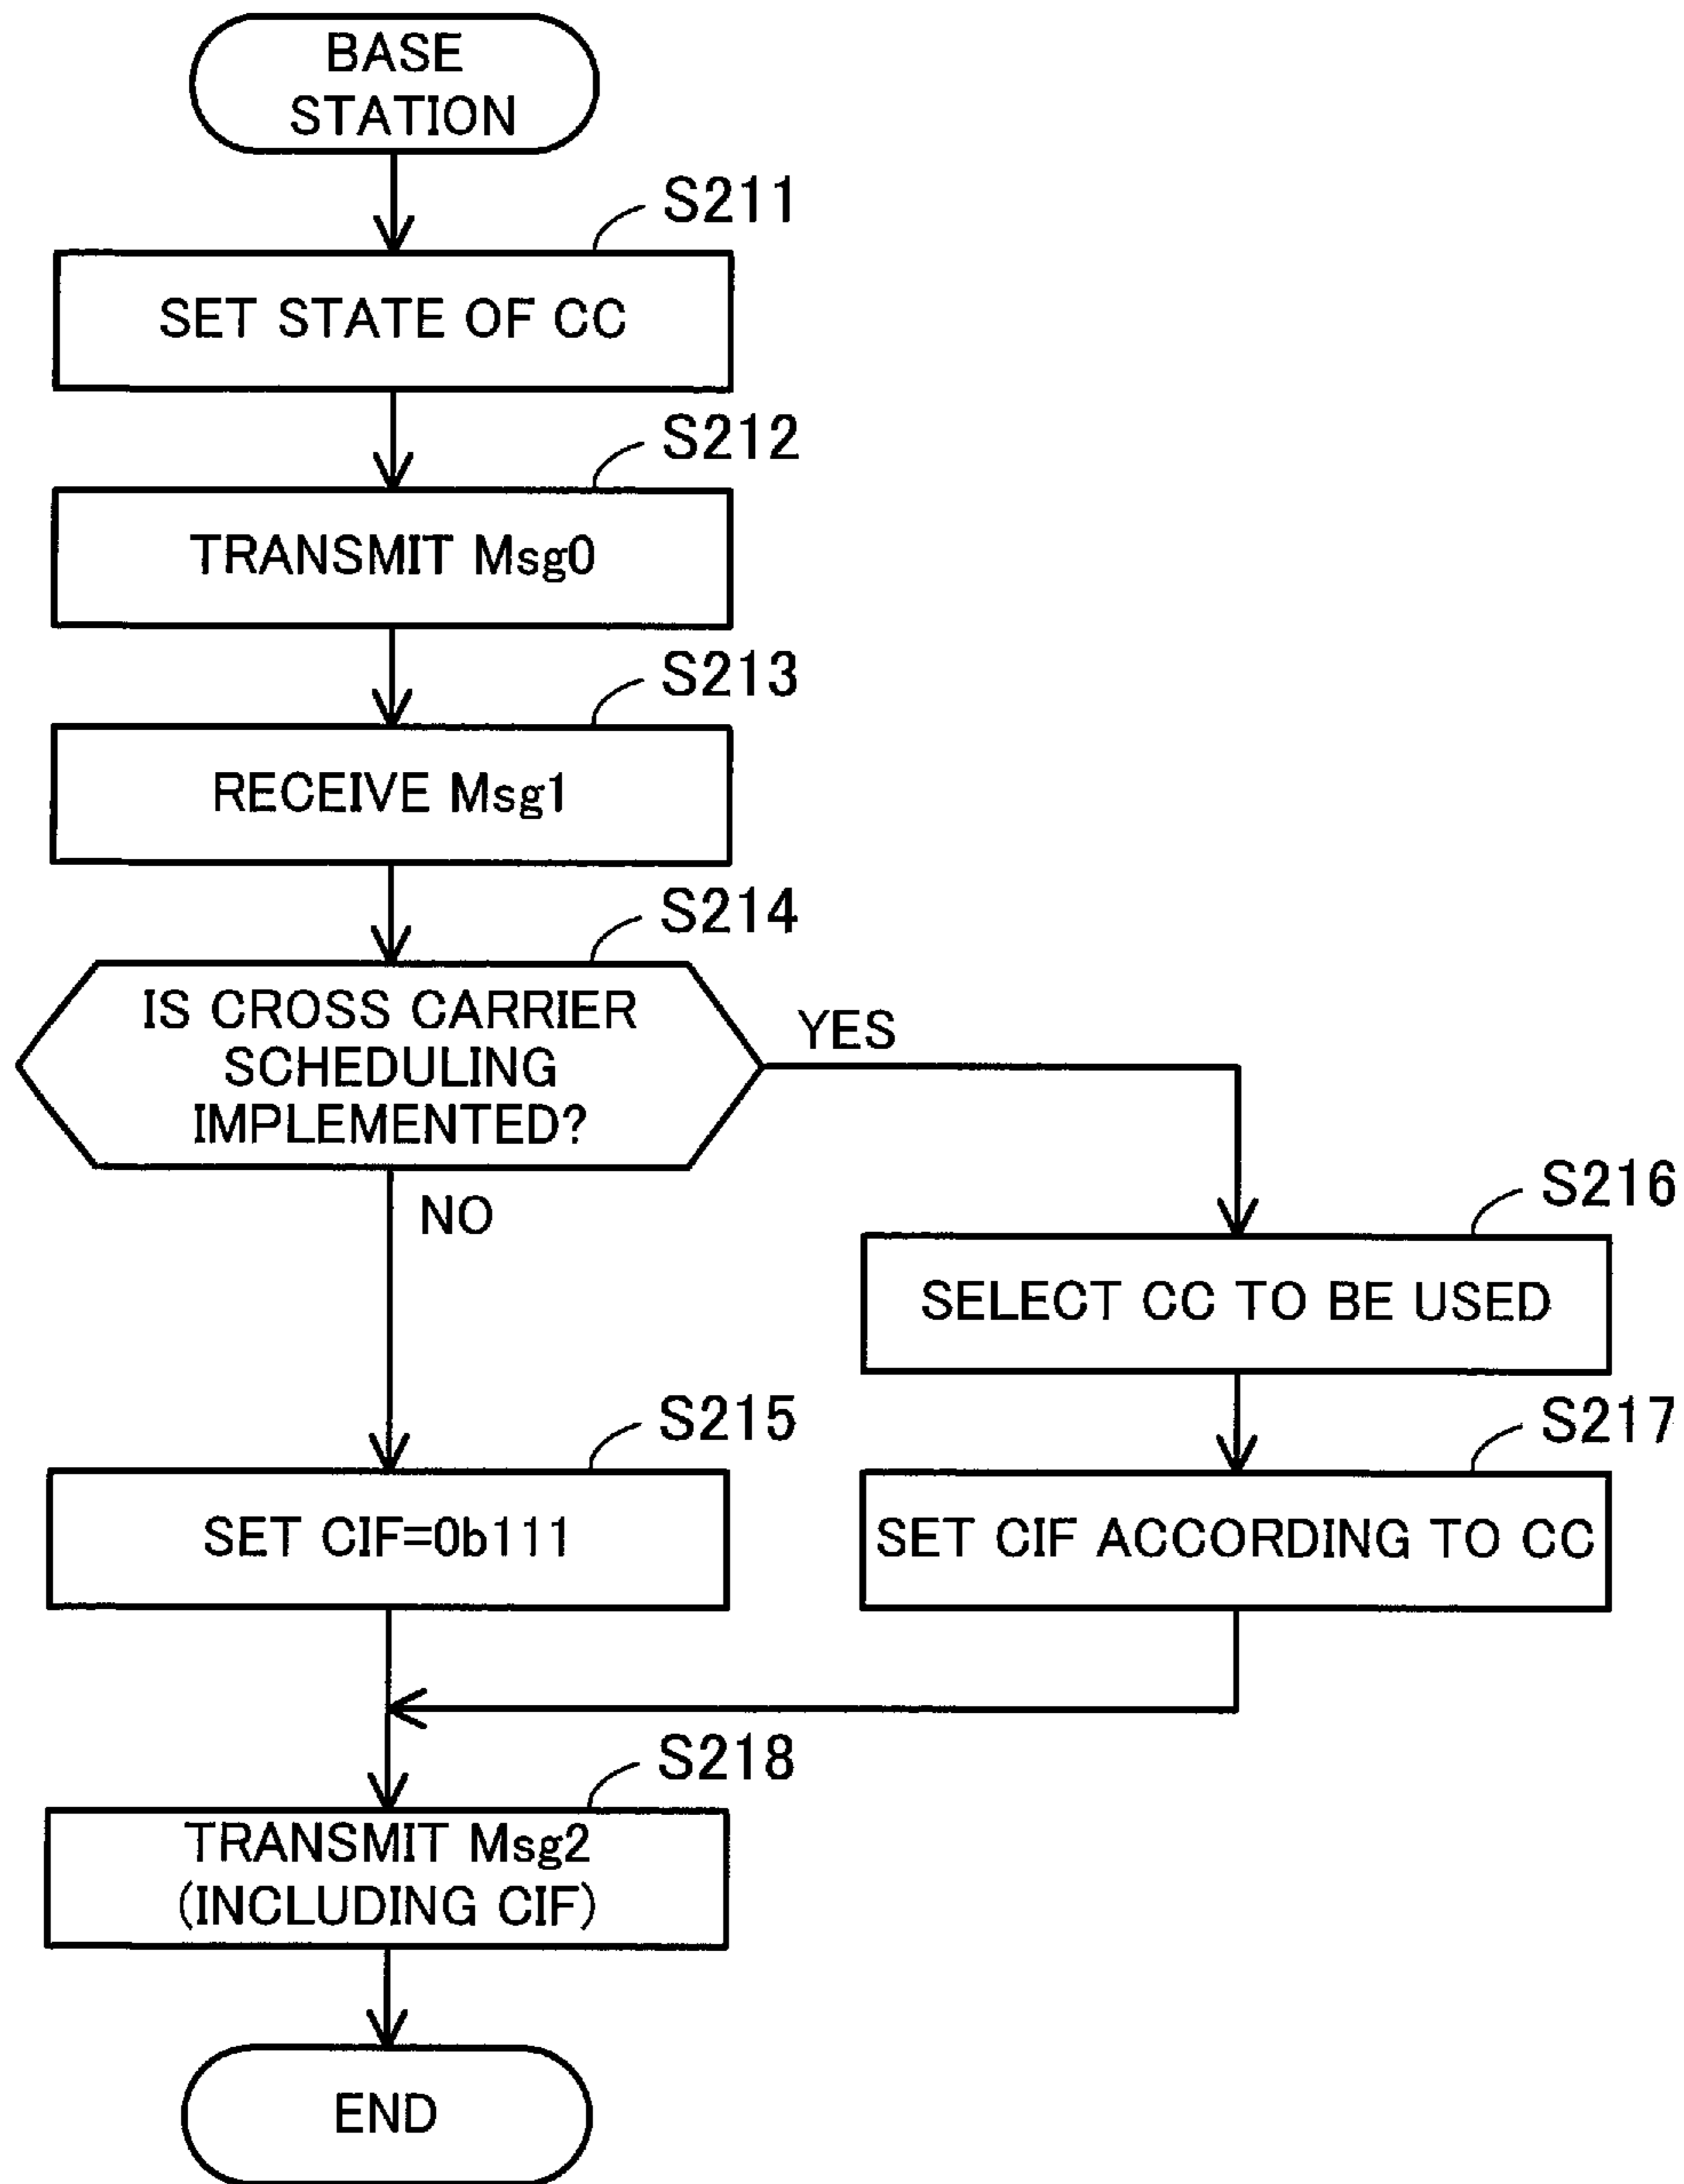 BASE
STATION
S211
SET STATE OF CC
S212
TRANSMIT Msg0
S213
RECEIVE Msg1
S214
IS CROSS CARRIER
SCHEDULING
IMPLEMENTED?
YES
NO
S216
SELECT CC TO BE USED
S215
SET CIF=0b111
S217
SET CIF ACCORDING TO CC
S218
TRANSMIT Msg2
(INCLUDING CIF)
END